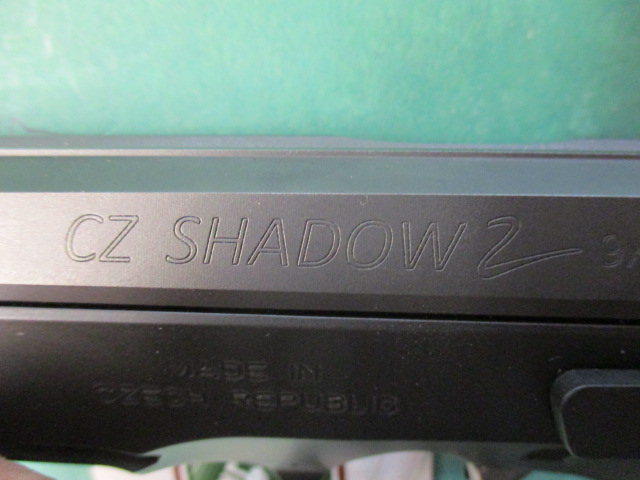 CZ SHADOW 2
MADE IN
CZECH REPUBLIC